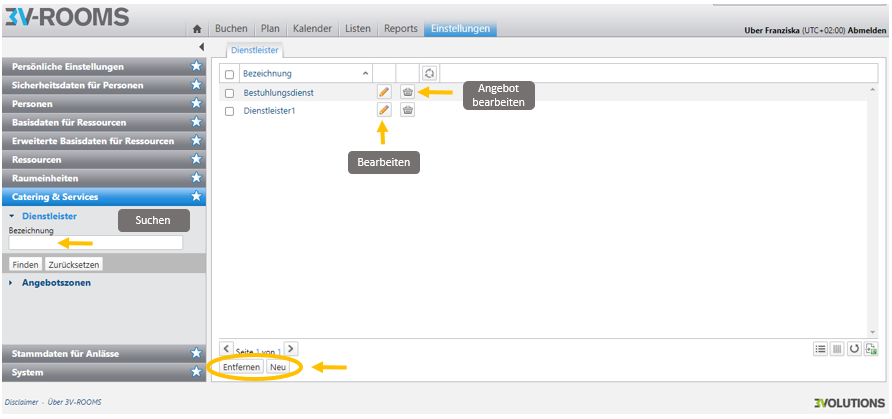 3V-ROOMS
Buchen Plan Kalender Listen Reports Einstellungen
Uber Franziska (UTC+02:00) Abmelden
Persönliche Einstellungen
Sicherheitsdaten für Personen
Personen
Basisdaten für Ressourcen
Erweiterte Basisdaten für Ressourcen
Ressourcen
Raumeinheiten
Catering & Services
Dienstleister
Suchen
Bezeichnung
Finden Zurücksetzen
Angebotszonen
Stammdaten für Anlässe
System
Dienstleister
Bezeichnung
Bestuhlungsdienst
Dienstleister1
Angebot
bearbeiten
Bearbeiten
Seite 1 von 1
Entfernen Neu
Disclaimer - Über 3V-ROOMS
3VOLUTIONS